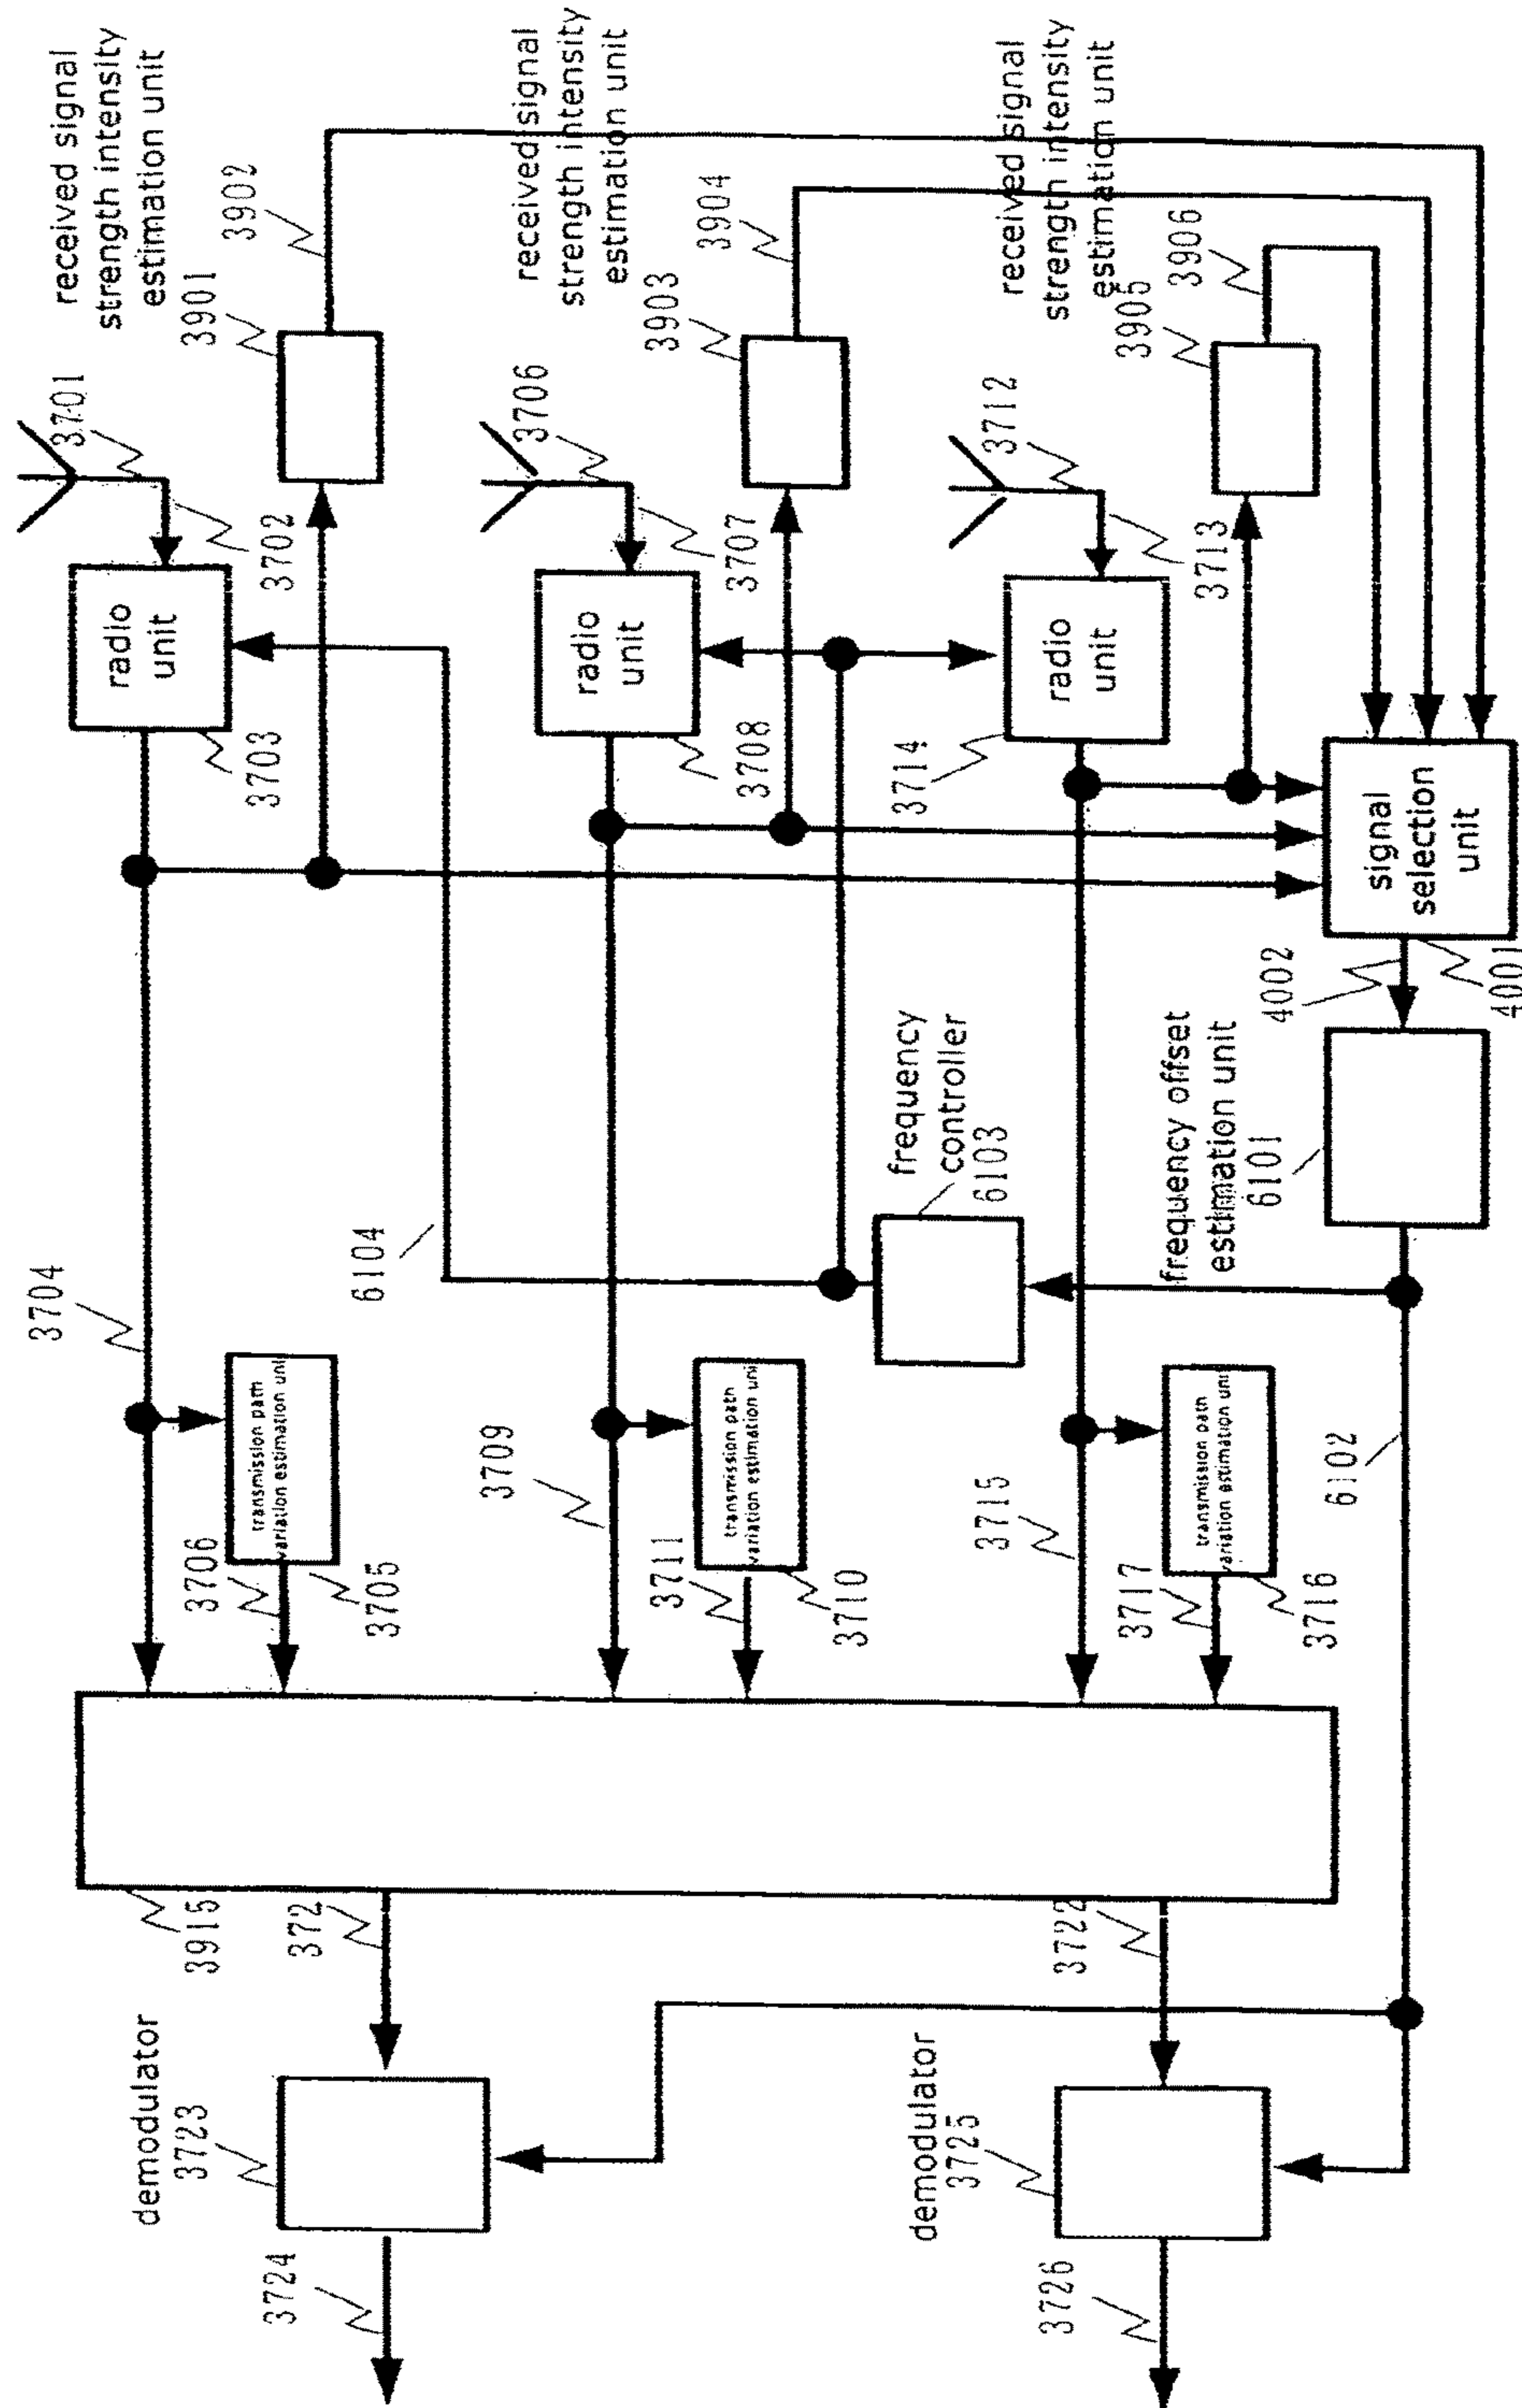 received signal
strength intensity
estimation unit
3901
3902
3701
3702
radio
unit
3703
3704
transmission path
variation estimation uni
3706
3705
6104
received signal
strength intensity
estimation unit
3903
3904
3706
3707
radio
unit
3708
3709
transmission path
variation estimation uni
3711
3710
frequency
controller
6103
received signal
strength intensity
estimation unit
3905
3906
3712
3713
radio
unit
3714
3715
transmission path
variation estimation uni
3717
3716
signal
selection
unit
4001
4002
frequency offset
estimation unit
6101
6102
3915
372
3722
demodulator
3723
3724
demodulator
3725
3726